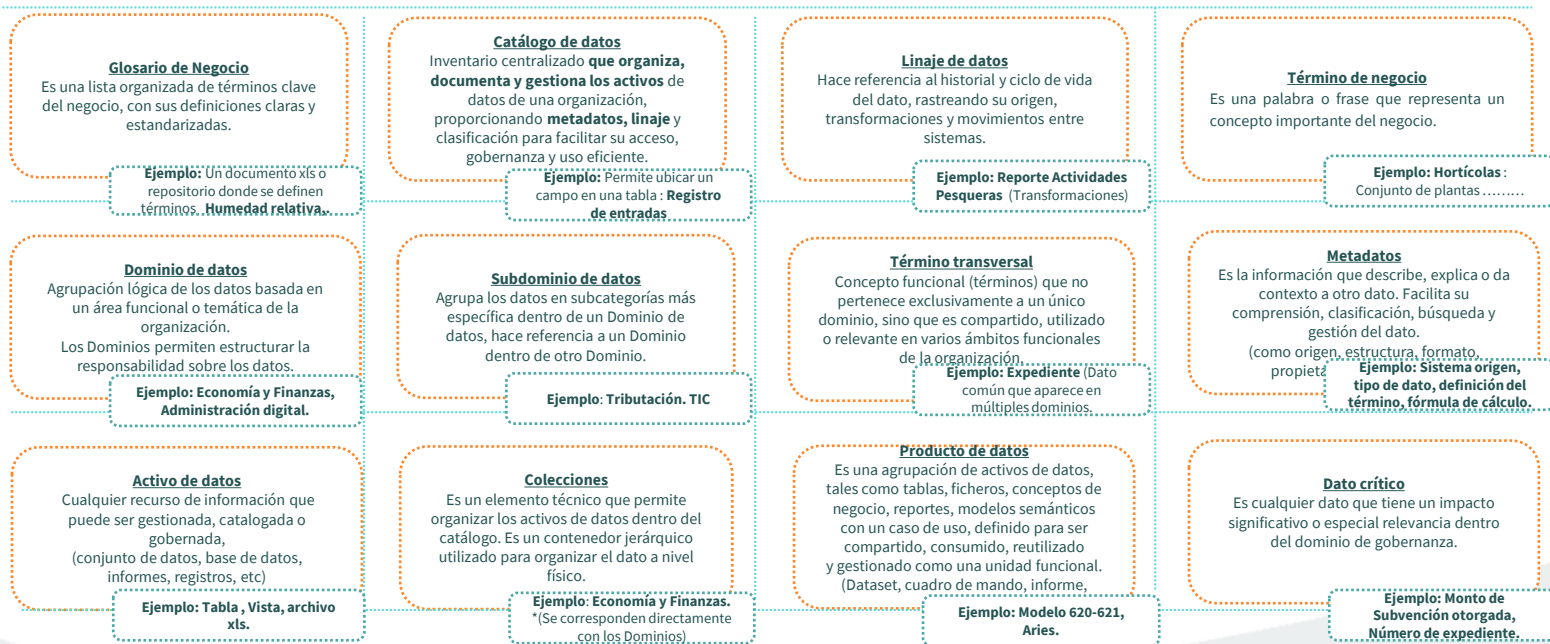 Glosario de Negocio
Es una lista organizada de términos clave
del negocio, con sus definiciones claras y
estandarizadas.
Ejemplo: Un documento xls o
repositorio donde se definen
términos Humedad relativa,.
Catálogo de datos
Inventario centralizado que organiza,
documenta y gestiona los activos de
datos de una organización,
proporcionando metadatos, linaje y
clasificación para facilitar su acceso,
gobernanza y uso eficiente.
Ejemplo: Permite ubicar un
campo en una tabla : Registro
de entradas
Linaje de datos
Hace referencia al historial y ciclo de vida
del dato, rastreando su origen,
transformaciones y movimientos entre
sistemas.
Ejemplo: Reporte Actividades
Pesqueras (Transformaciones)
Término de negocio
Es una palabra o frase que representa un
concepto importante del negocio.
Ejemplo: Hortícolas :
Conjunto de plantas .........
Dominio de datos
Agrupación lógica de los datos basada en
un área funcional o temática de la
organización.
Los Dominios permiten estructurar la
responsabilidad sobre los datos.
Ejemplo: Economía y Finanzas,
Administración digital.
Subdominio de datos
Agrupa los datos en subcategorías más
específica dentro de un Dominio de
datos, hace referencia a un Dominio
dentro de otro Dominio.
Ejemplo: Tributación. TIC
Término transversal
Concepto funcional (términos) que no
pertenece exclusivamente a un único
dominio, sino que es compartido, utilizado
o relevante en varios ámbitos funcionales
de la organización.
Ejemplo: Expediente (Dato
común que aparece en
múltiples dominios.
Metadatos
Es la información que describe, explica o da
contexto a otro dato. Facilita su
comprensión, clasificación, búsqueda y
gestión del dato.
(como origen, estructura, formato,
Ejemplo: Sistema origen,
tipo de dato, definición del
término, fórmula de cálculo.
Activo de datos
Cualquier recurso de información que
puede ser gestionada, catalogada o
gobernada,
(conjunto de datos, base de datos,
informes, registros, etc)
Ejemplo: Tabla , Vista, archivo
xls.
Colecciones
Es un elemento técnico que permite
organizar los activos de datos dentro del
catálogo. Es un contenedor jerárquico
utilizado para organizar el dato a nivel
físico.
Ejemplo: Economía y Finanzas.
*(Se corresponden directamente
con los Dominios)
Producto de datos
Es una agrupación de activos de datos,
tales como tablas, ficheros, conceptos de
negocio, reportes, modelos semánticos
con un caso de uso, definido para ser
compartido, consumido, reutilizado
y gestionado como una unidad funcional.
(Dataset, cuadro de mando, informe,
Ejemplo: Modelo 620-621,
Aries.
Dato crítico
Es cualquier dato que tiene un impacto
significativo o especial relevancia dentro
del dominio de gobernanza.
Ejemplo: Monto de
Subvención otorgada,
Número de expediente.